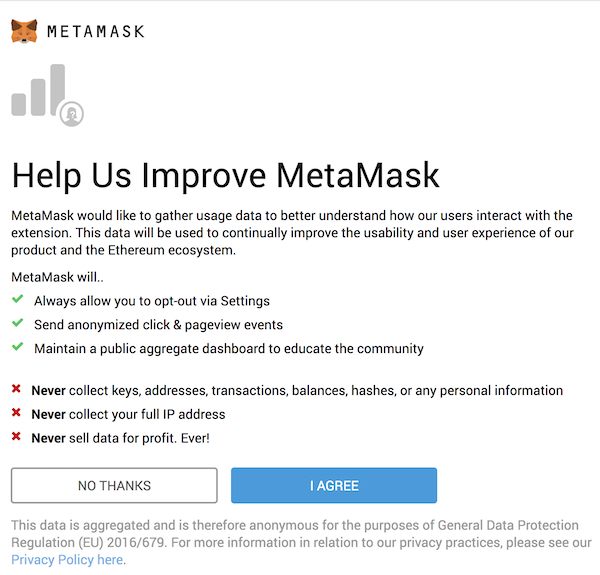 METAMASK
Help Us Improve MetaMask
MetaMask would like to gather usage data to better understand how our users interact with the
extension. This data will be used to continually improve the usability and user experience of our
product and the Ethereum ecosystem.
MetaMask will..
Always allow you to opt-out via Settings
Send anonymized click & pageview events
Maintain a public aggregate dashboard to educate the community
Never collect keys, addresses, transactions, balances, hashes, or any personal information
Never collect your full IP address
Never sell data for profit. Ever!
NO THANKS
I AGREE
This data is aggregated and is therefore anonymous for the purposes of General Data Protection
Regulation (EU) 2016/679. For more information in relation to our privacy practices, please see our
Privacy Policy here.